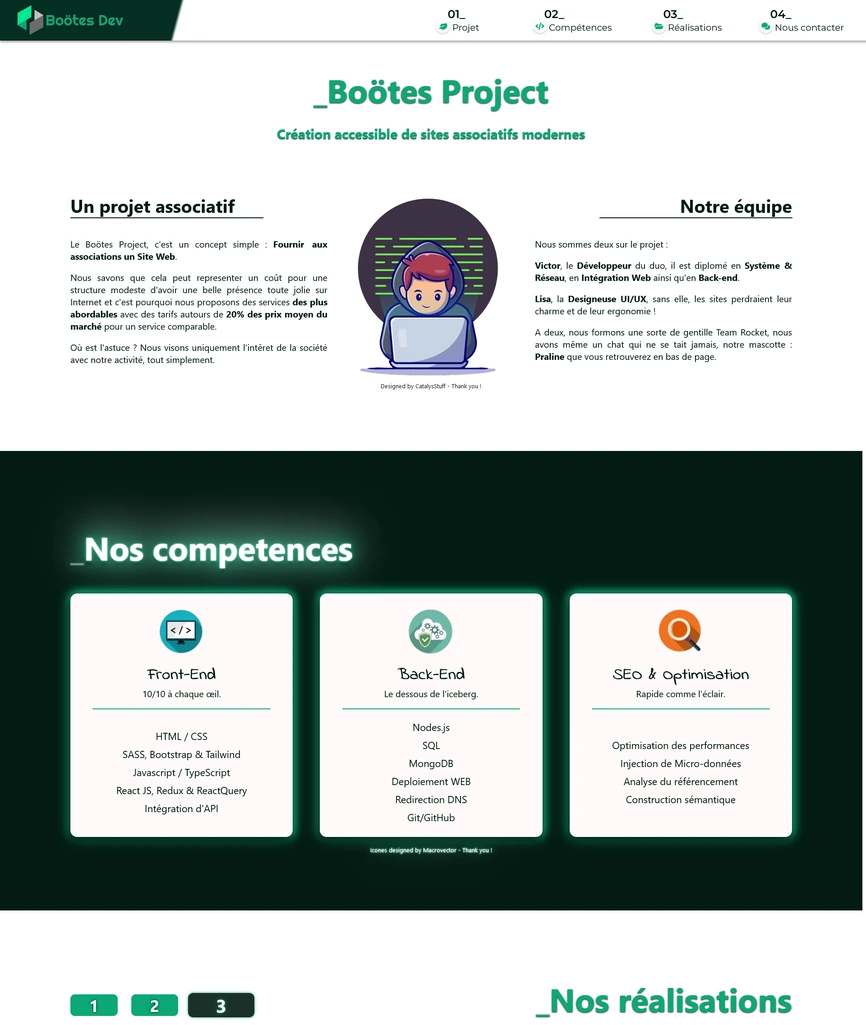 Boötes Dev
01_
Projet
02_
Compétences
03_
Réalisations
04_
Nous contacter
_Boötes Project
Création accessible de sites associatifs modernes
Un projet associatif
Le Boötes Project, c'est un concept simple : Fournir aux
associations un Site Web.
Nous savons que cela peut representer un coût pour une
structure modeste d'avoir une belle présence toute jolie sur
Internet et c'est pourquoi nous proposons des services des plus
abordables avec des tarifs autours de 20% des prix moyen du
marché pour un service comparable.
Où est l'astuce ? Nous visons uniquement l'intêret de la société
avec notre activité, tout simplement.
Designed by CatalysStuff - Thank you !
Notre équipe
Nous sommes deux sur le projet :
Victor, le Développeur du duo, il est diplomé en Système &
Réseau, en Intégration Web ainsi qu'en Back-end.
Lisa, la Designeuse UI/UX, sans elle, les sites perdraient leur
charme et de leur ergonomie !
A deux, nous formons une sorte de gentille Team Rocket, nous
avons même un chat qui ne se tait jamais, notre mascotte :
Praline que vous retrouverez en bas de page.
_Nos competences
</>
Front-End
10/10 à chaque œil.
HTML / CSS
SASS, Bootstrap & Tailwind
Javascript / TypeScript
React JS, Redux & ReactQuery
Intégration d'API
Back-End
Le dessous de l'iceberg.
Nodes.js
SQL
MongoDB
Deploiement WEB
Redirection DNS
Git/GitHub
SEO & Optimisation
Rapide comme l'éclair.
Optimisation des performances
Injection de Micro-données
Analyse du référencement
Construction sémantique
Icones designed by Macrovector - Thank you !
1
2
3
_Nos réalisations